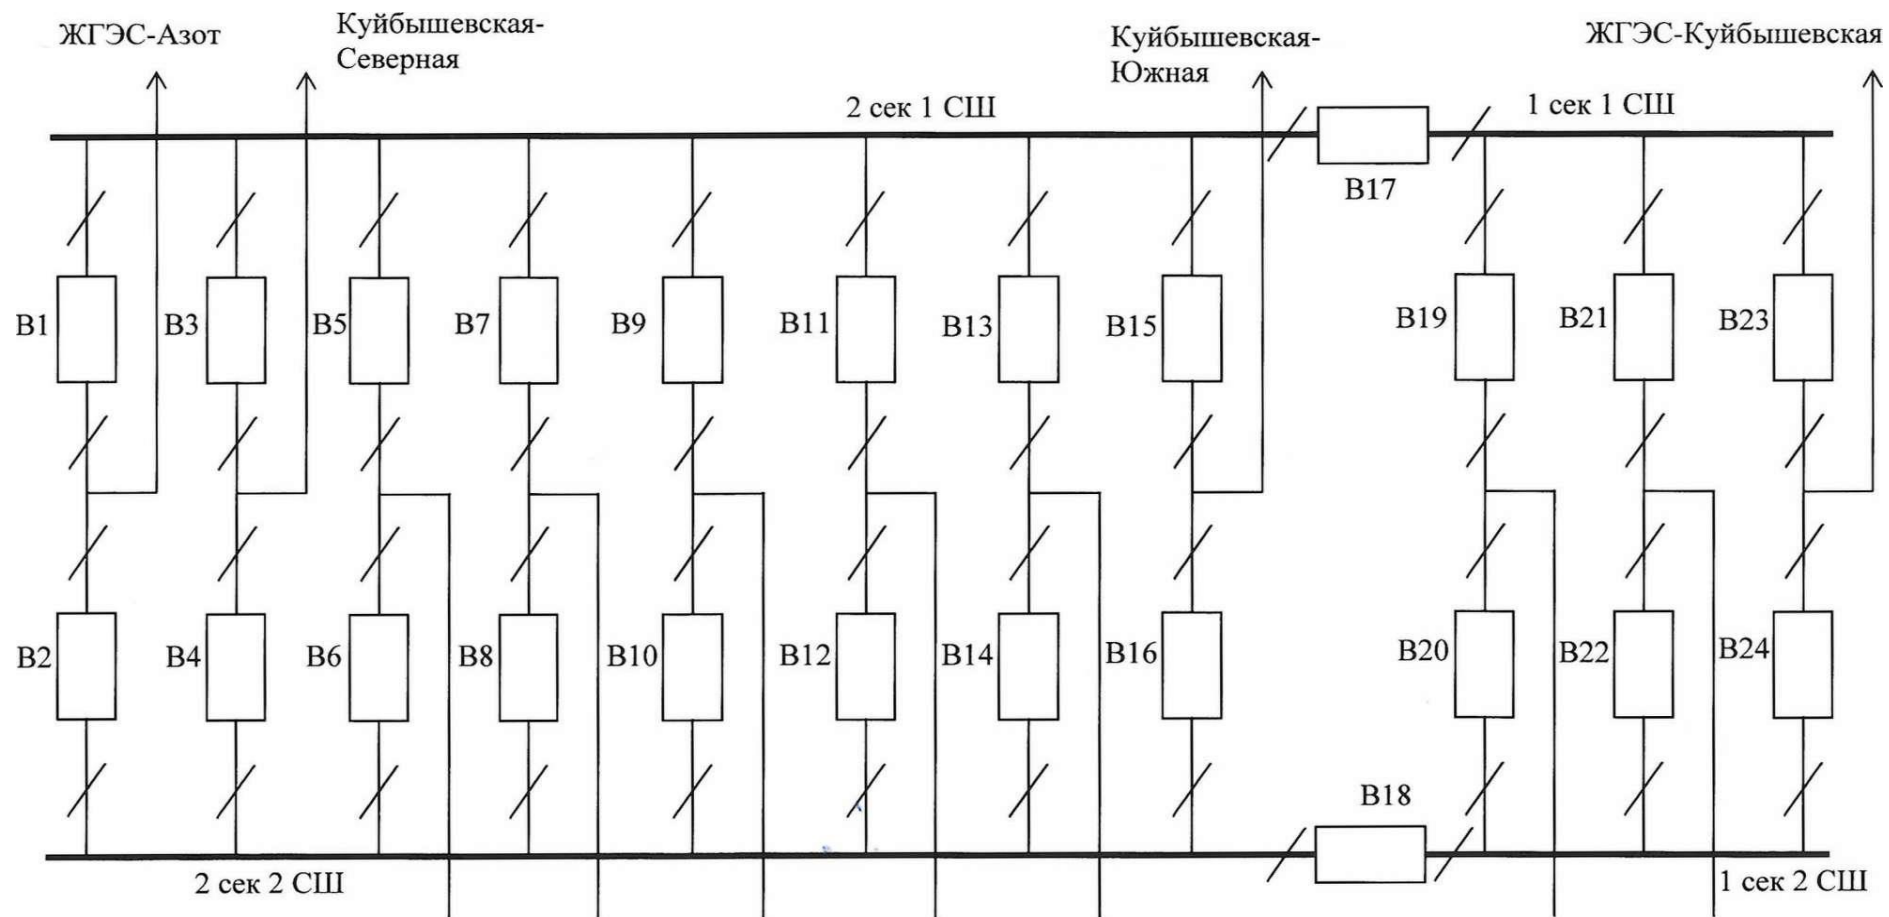 ЖГЭС-Азот
Куйбышевская-
Северная
Куйбышевская-
Южная
ЖГЭС-Куйбышевская
2 сек 1 СШ
1 сек 1 СШ
В17
В1
В3
В5
В7
В9
В11
В13
В15
В19
В21
В23
В2
В4
В6
В8
В10
В12
В14
В16
В20
В22
В24
В18
2 сек 2 СШ
1 сек 2 СШ